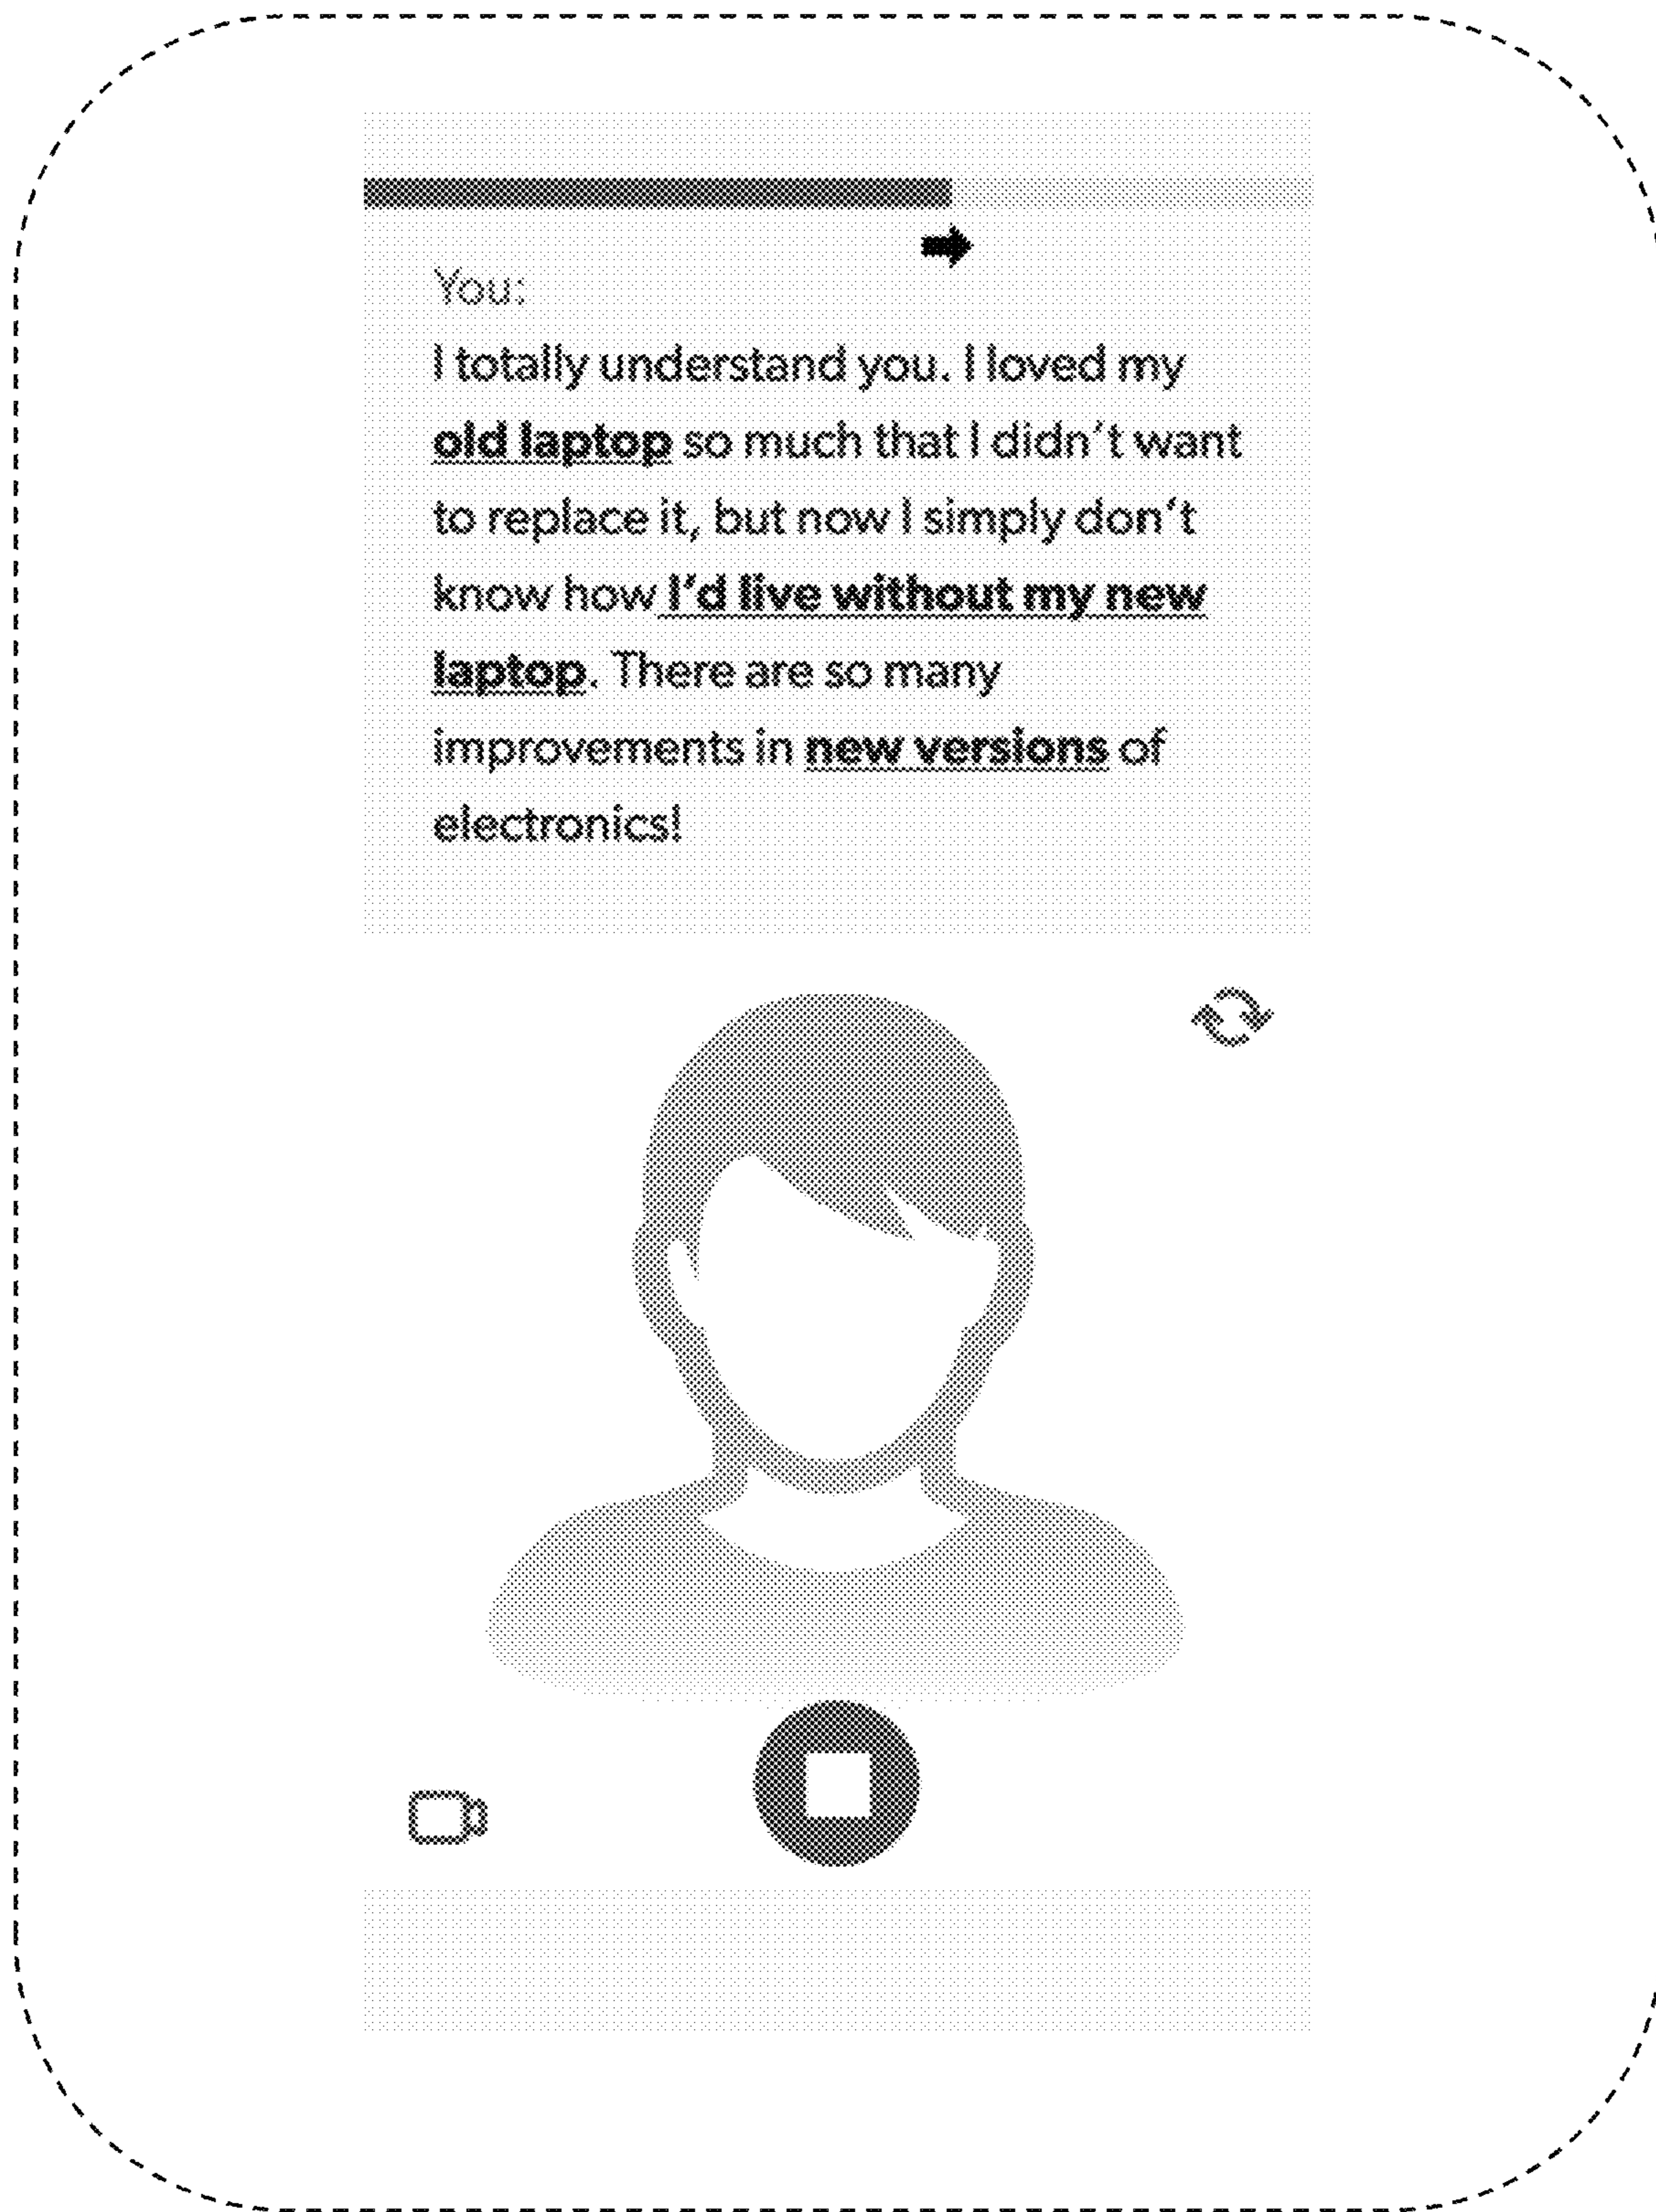 You:
I totally understand you. I loved my
old laptop so much that I didn't want
to replace it, but now I simply don't
know how I'd live without my new
laptop. There are so many
improvements in new versions of
electronics!